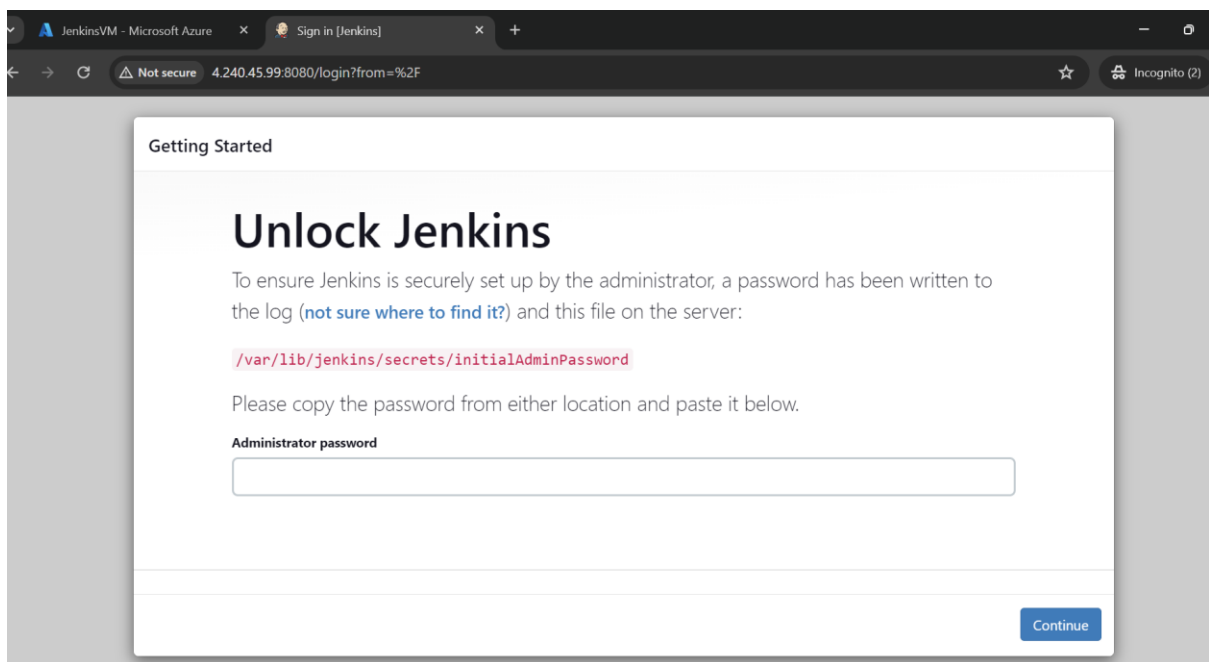 JenkinsVM - Microsoft Azure
Sign in [Jenkins]
Not secure 4.240.45.99:8080/login?from=%2F
Incognito (2)
Getting Started
Unlock Jenkins
To ensure Jenkins is securely set up by the administrator, a password has been written to
the log (not sure where to find it?) and this file on the server:
/var/lib/jenkins/secrets/initialAdminPassword
Please copy the password from either location and paste it below.
Administrator password
Continue